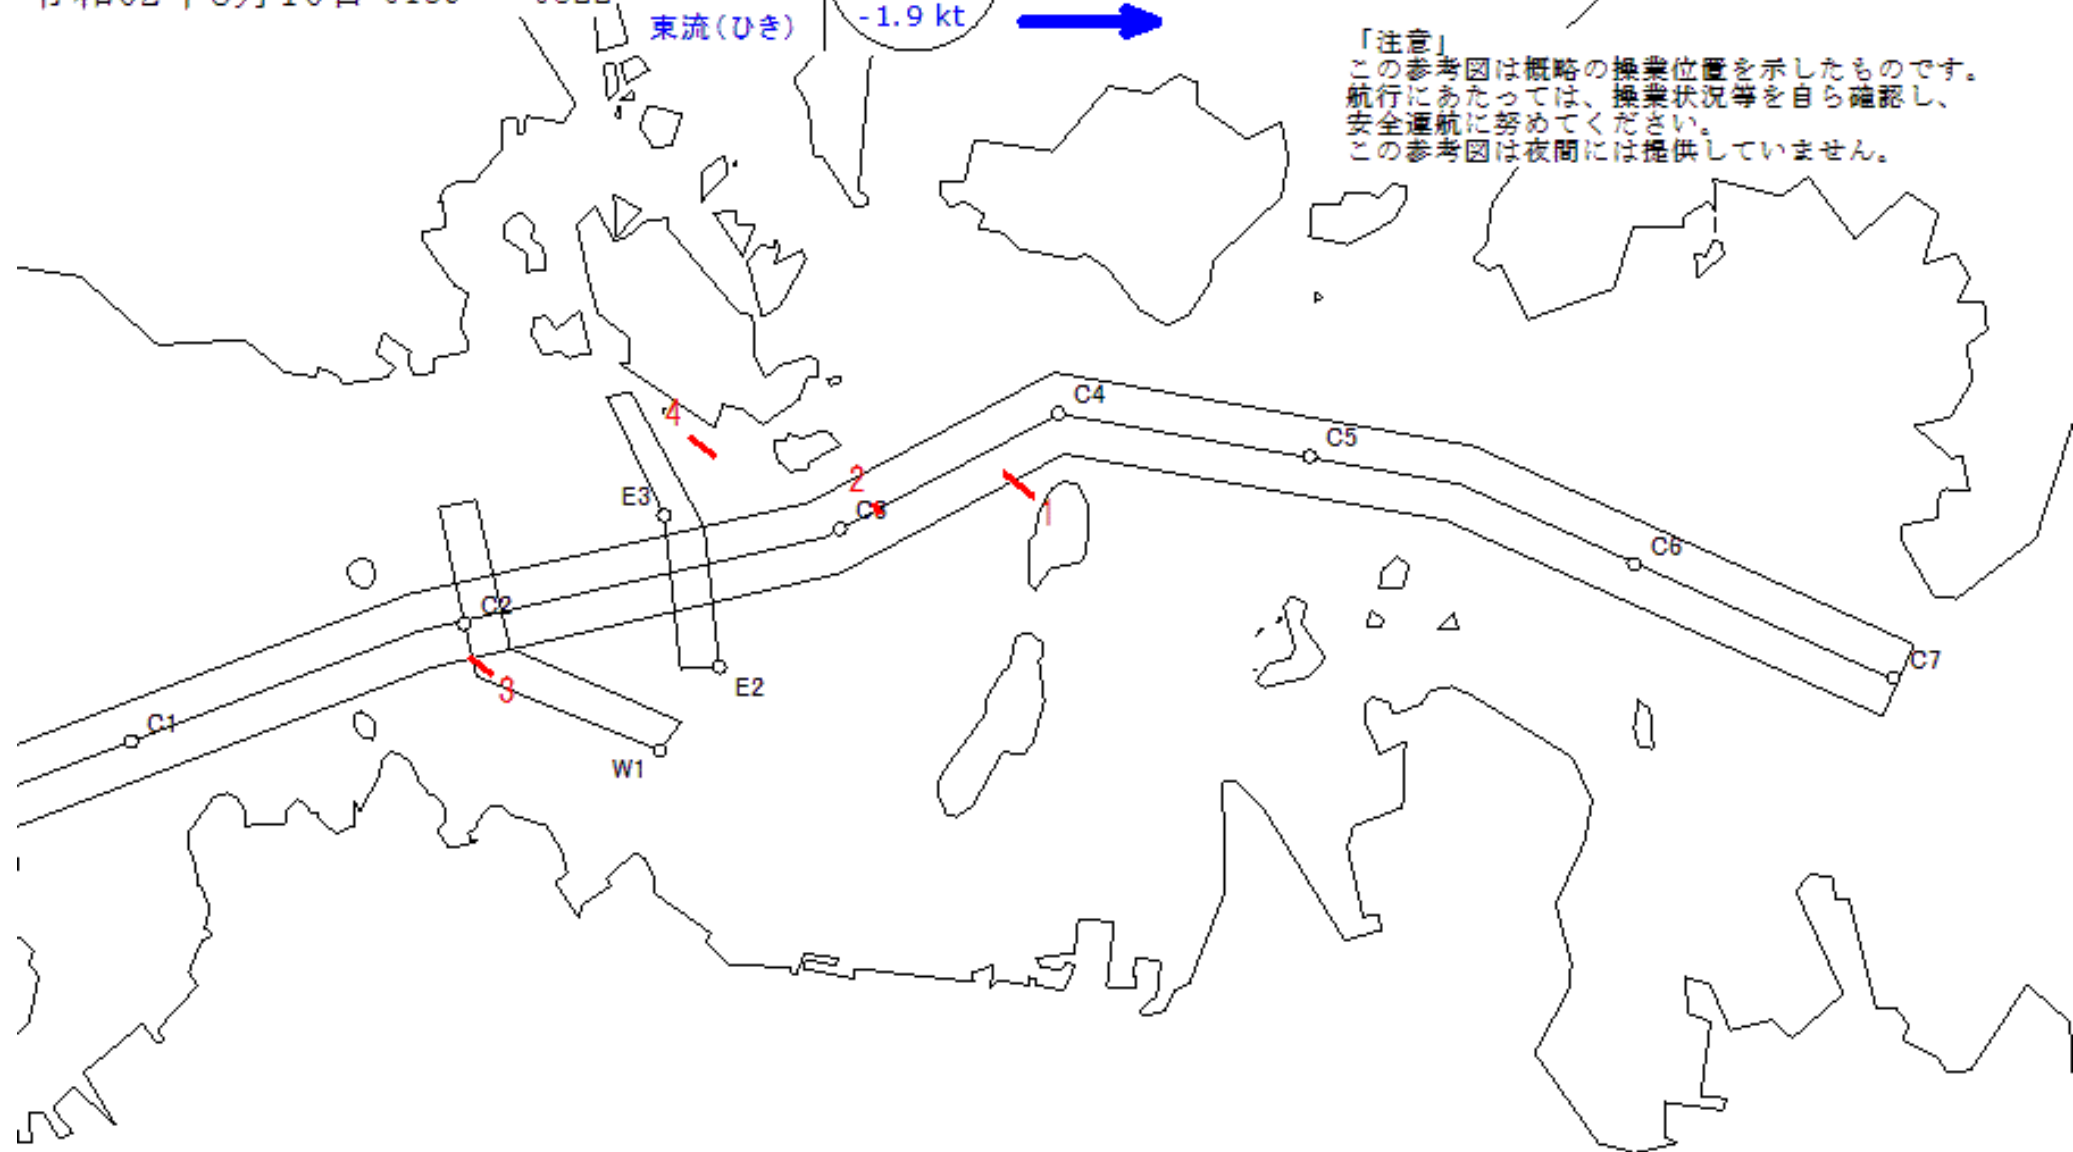 東流(ひき)
-1.9 kt
「注意」
この参考図は概略の操業位置を示したものです。
航行にあたっては、操業状況等を自ら確認し、
安全運航に努めてください。
この参考図は夜間には提供していません。
C4
4
C5
2
E3
C3
1
C6
C2
C7
3
E2
C1
W1